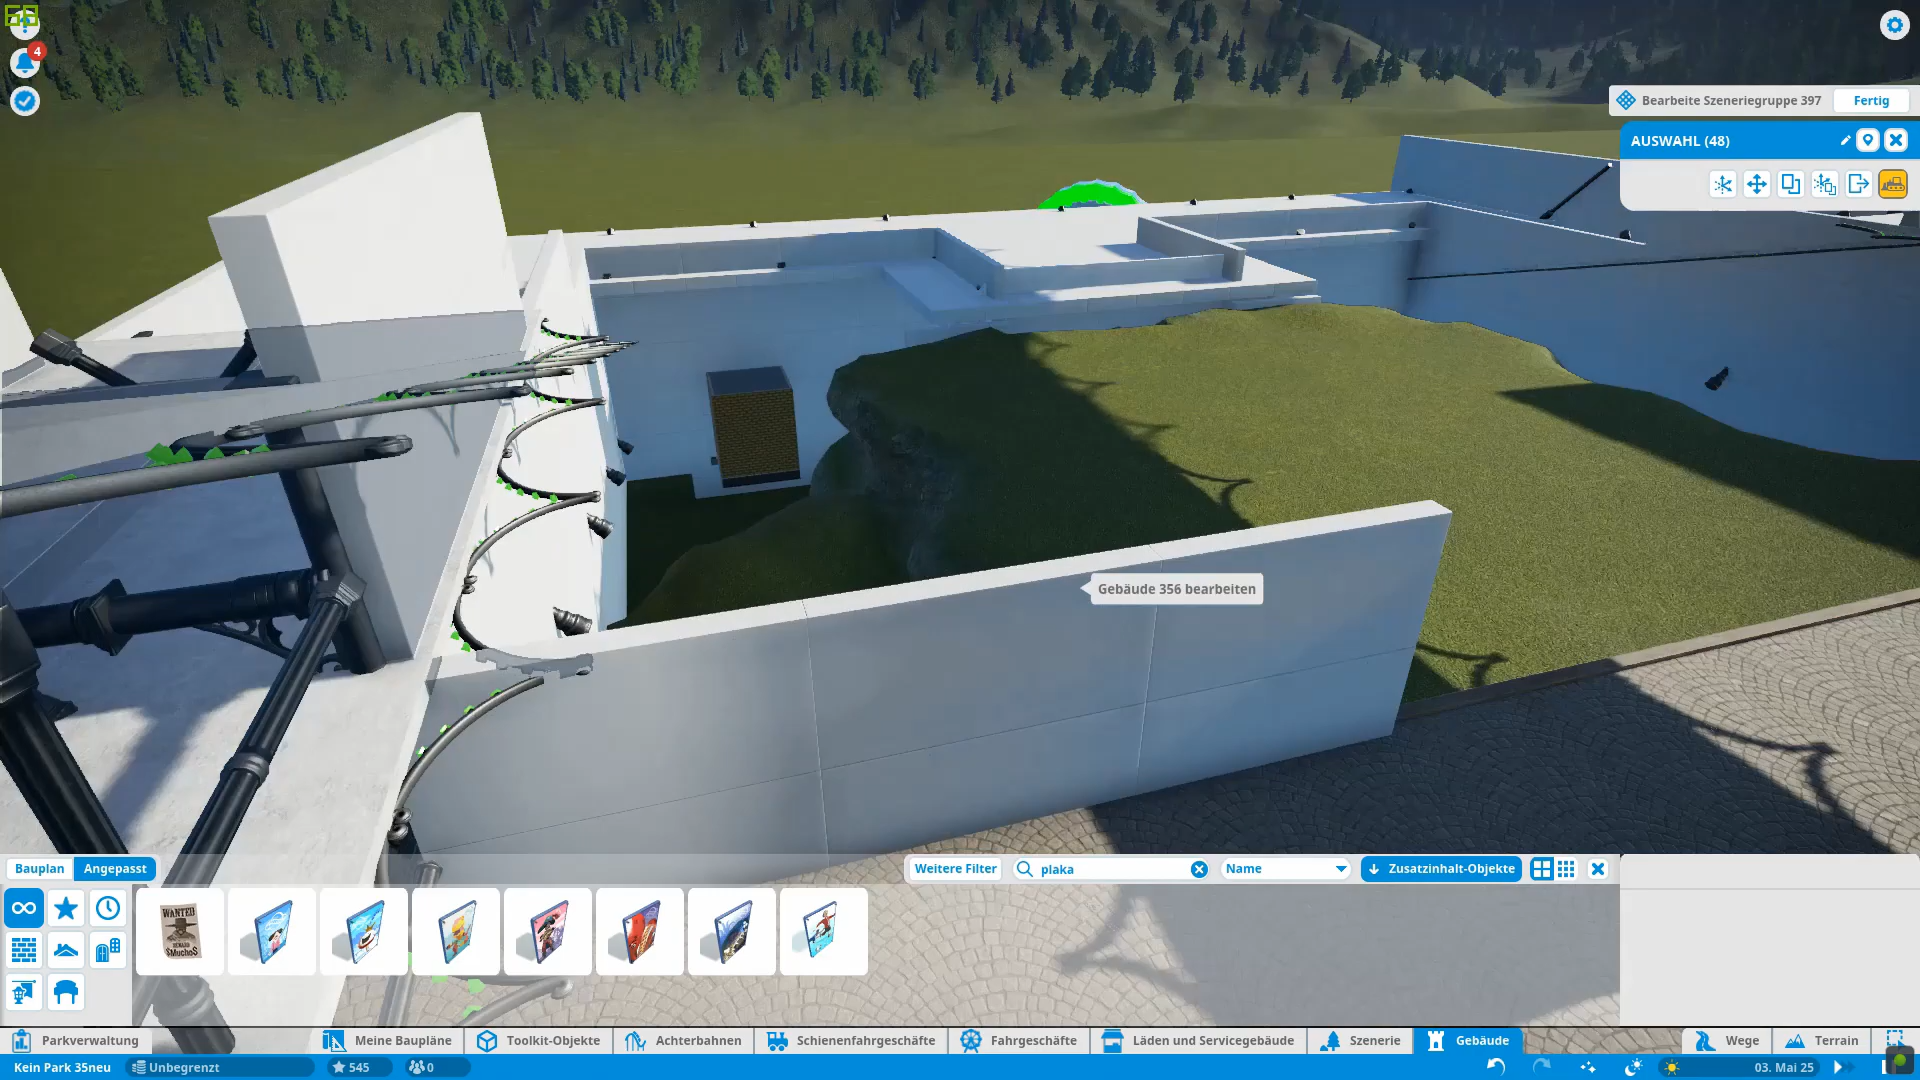 60
4
Bearbeite Szeneriegruppe 397
Fertig
AUSWAHL (48)
Gebäude 356 bearbeiten
Bauplan
Angepasst
Weitere Filter
plaka
Name
Zusatzinhalt-Objekte
WANTED
$MuchoS
Parkverwaltung
Meine Baupläne
Toolkit-Objekte
Achterbahnen
Schienenfahrgeschäfte
Fahrgeschäfte
Läden und Servicegebäude
Szenerie
Gebäude
Wege
Terrain
Kein Park 35neu
Unbegrenzt
545
0
03. Mai 25